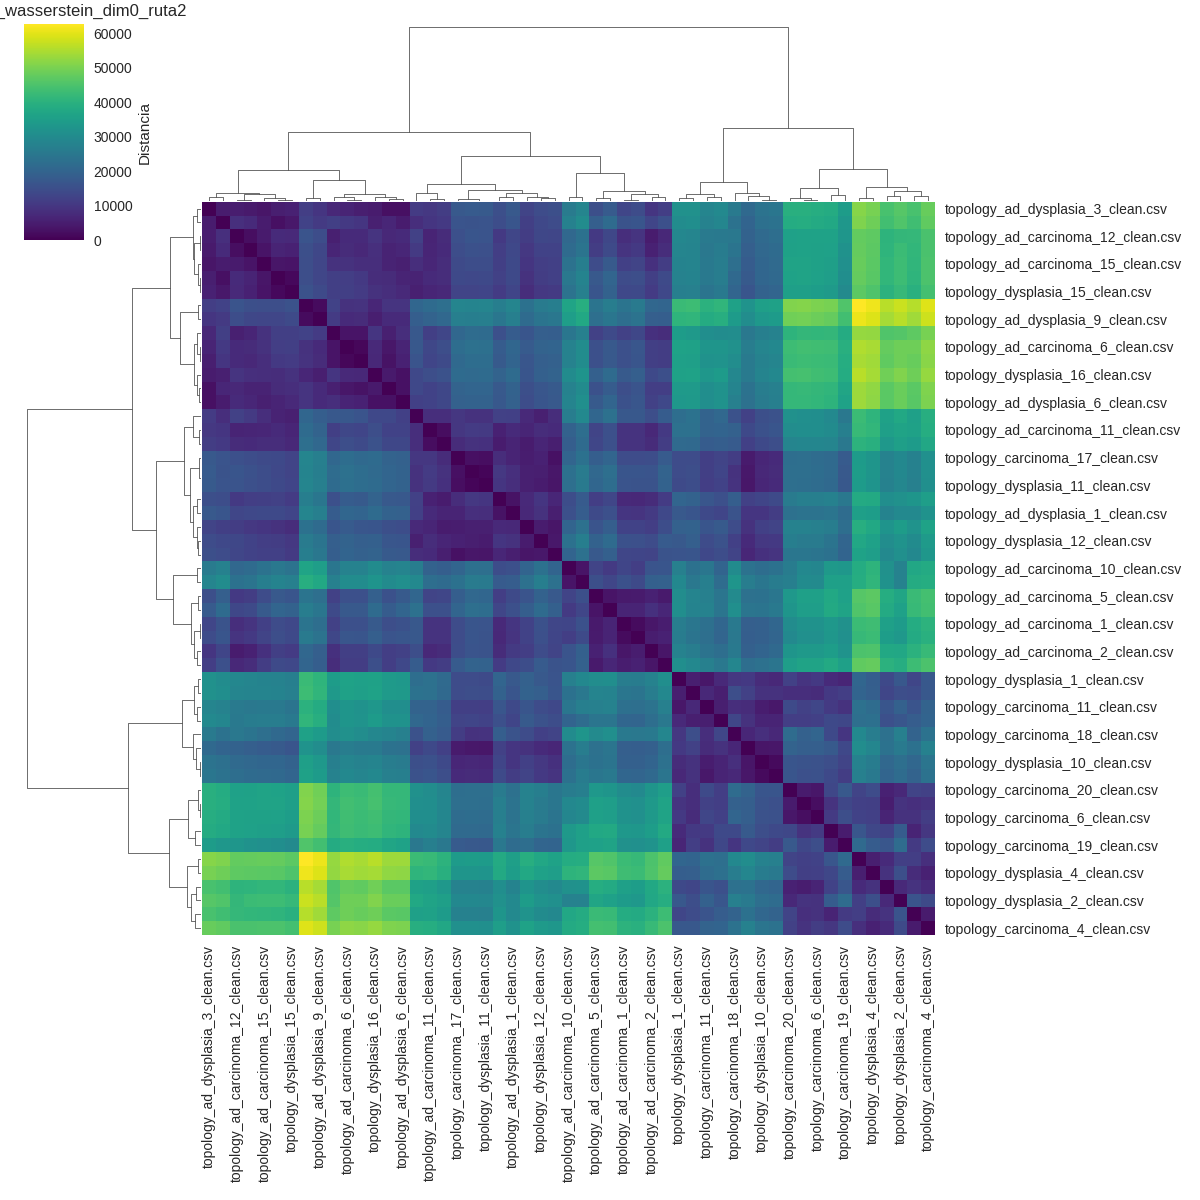 _wasserstein_dim0_ruta2
60000
50000
40000
30000
20000
10000
0
Distancia
topology_ad_dysplasia_3_clean.csv
topology_ad_carcinoma_12_clean.csv
topology_ad_carcinoma_15_clean.csv
topology_dysplasia_15_clean.csv
topology_ad_dysplasia_9_clean.csv
topology_ad_carcinoma_6_clean.csv
topology_dysplasia_16_clean.csv
topology_ad_dysplasia_6_clean.csv
topology_ad_carcinoma_11_clean.csv
topology_carcinoma_17_clean.csv
topology_dysplasia_11_clean.csv
topology_ad_dysplasia_1_clean.csv
topology_dysplasia_12_clean.csv
topology_ad_carcinoma_10_clean.csv
topology_ad_carcinoma_5_clean.csv
topology_ad_carcinoma_1_clean.csv
topology_ad_carcinoma_2_clean.csv
topology_dysplasia_1_clean.csv
topology_carcinoma_11_clean.csv
topology_carcinoma_18_clean.csv
topology_dysplasia_10_clean.csv
topology_carcinoma_20_clean.csv
topology_carcinoma_6_clean.csv
topology_carcinoma_19_clean.csv
topology_dysplasia_4_clean.csv
topology_dysplasia_2_clean.csv
topology_carcinoma_4_clean.csv
topology_ad_dysplasia_3_clean.csv
topology_ad_carcinoma_12_clean.csv
topology_ad_carcinoma_15_clean.csv
topology_dysplasia_15_clean.csv
topology_ad_dysplasia_9_clean.csv
topology_ad_carcinoma_6_clean.csv
topology_dysplasia_16_clean.csv
topology_ad_dysplasia_6_clean.csv
topology_ad_carcinoma_11_clean.csv
topology_carcinoma_17_clean.csv
topology_dysplasia_11_clean.csv
topology_ad_dysplasia_1_clean.csv
topology_dysplasia_12_clean.csv
topology_ad_carcinoma_10_clean.csv
topology_ad_carcinoma_5_clean.csv
topology_ad_carcinoma_1_clean.csv
topology_ad_carcinoma_2_clean.csv
topology_dysplasia_1_clean.csv
topology_carcinoma_11_clean.csv
topology_carcinoma_18_clean.csv
topology_dysplasia_10_clean.csv
topology_carcinoma_20_clean.csv
topology_carcinoma_6_clean.csv
topology_carcinoma_19_clean.csv
topology_dysplasia_4_clean.csv
topology_dysplasia_2_clean.csv
topology_carcinoma_4_clean.csv